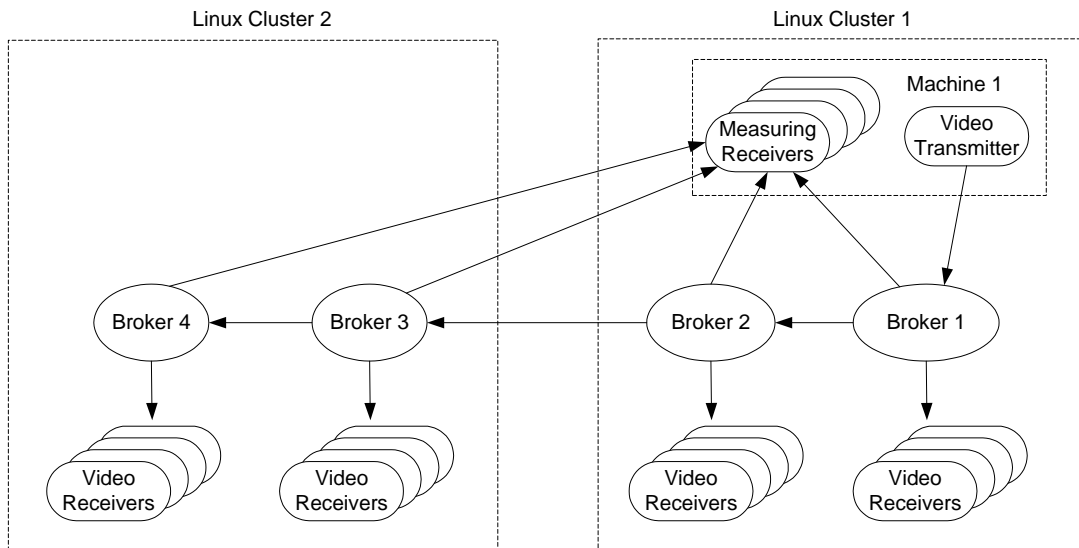 Linux Cluster 2
Linux Cluster 1
Machine 1
Measuring
Receivers
Video
Transmitter
Broker 4
Broker 3
Broker 2
Broker 1
Video
Receivers
Video
Receivers
Video
Receivers
Video
Receivers